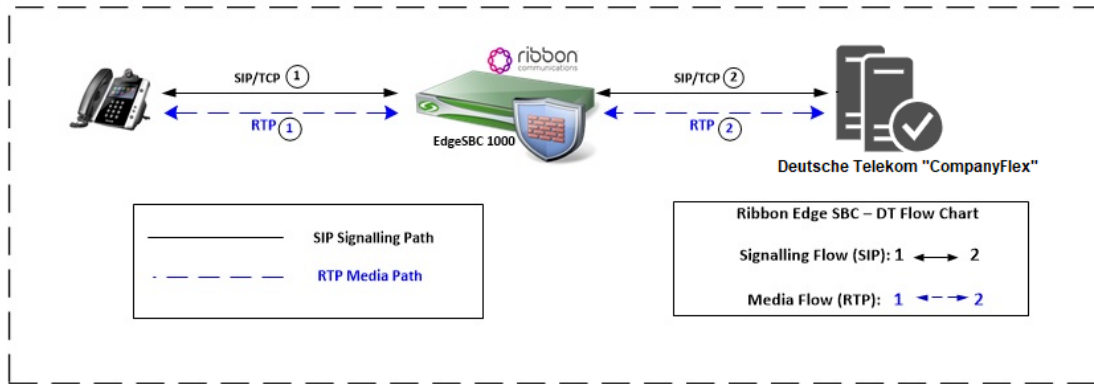 ribbon
communications
SIP/TCP 1
RTP 1
EdgeSBC 1000
SIP/TCP 2
RTP 2
Deutsche Telekom "CompanyFlex"
SIP Signalling Path
RTP Media Path
Ribbon Edge SBC – DT Flow Chart
Signalling Flow (SIP): 1 2
Media Flow (RTP): 1 2